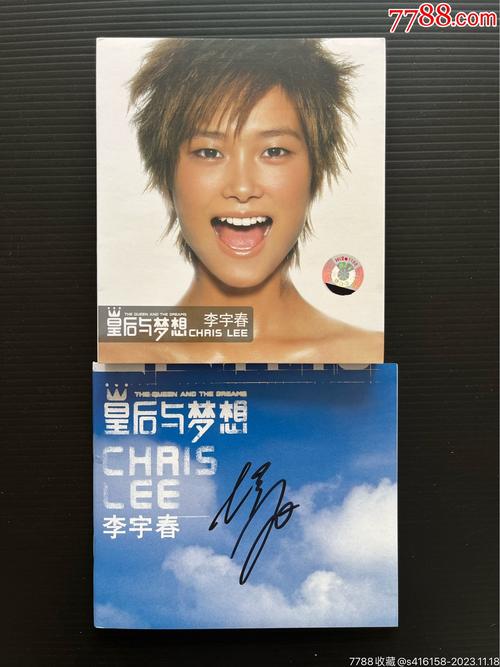 7788.com
THE QUEEN AND THE DREAMS
皇后与梦想
李宇春
CHRIS LEE
THE QUEEN AND THE DREAMS
皇后与梦想
CHRIS
LEE
李宇春
7788收藏 @s416158-2023.11.18